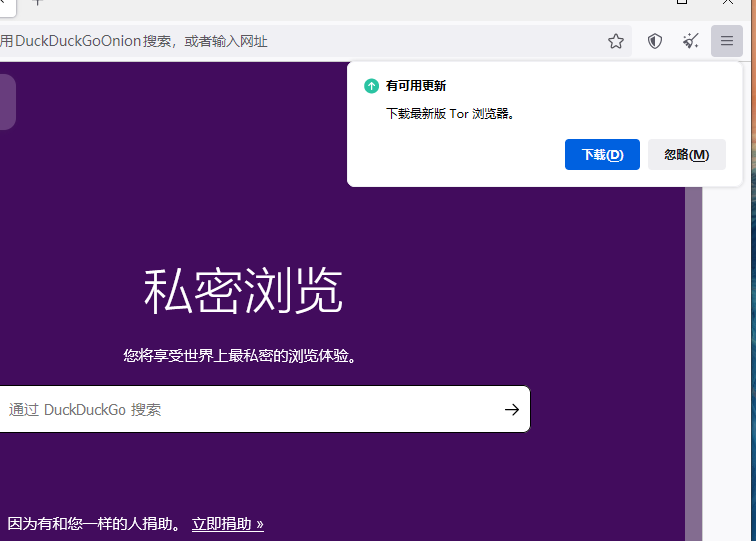 用DuckDuckGoOnion搜索，或者输入网址
有可用更新
下载最新版 Tor 浏览器。
下载(D)
忽略(M)
私密浏览
您将享受世界上最私密的浏览体验。
通过 DuckDuckGo 搜索
因为有和您一样的人捐助。 立即捐助 »